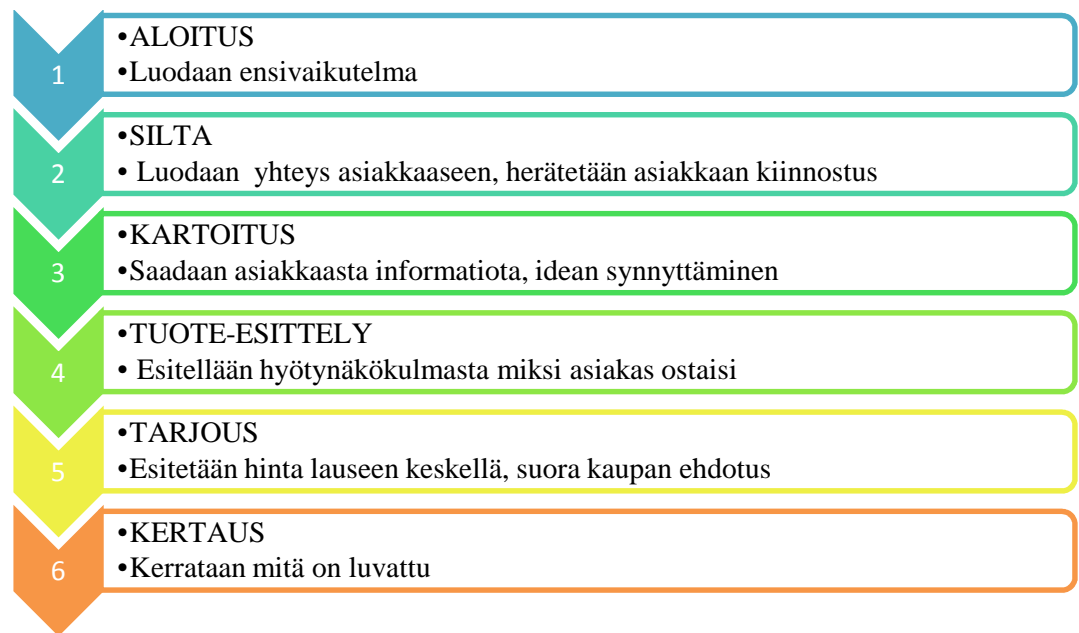 1
•ALOITUS
•Luodaan ensivaikutelma
2
•SILTA
• Luodaan  yhteys asiakkaaseen, herätetään asiakkaan kiinnostus
3
•KARTOITUS
•Saadaan asiakkaasta informatiota, idean synnyttäminen
4
•TUOTE-ESITTELY
• Esitellään hyötynäkökulmasta miksi asiakas ostaisi
5
•TARJOUS
•Esitetään hinta lauseen keskellä, suora kaupan ehdotus
6
•KERTAUS
•Kerrataan mitä on luvattu